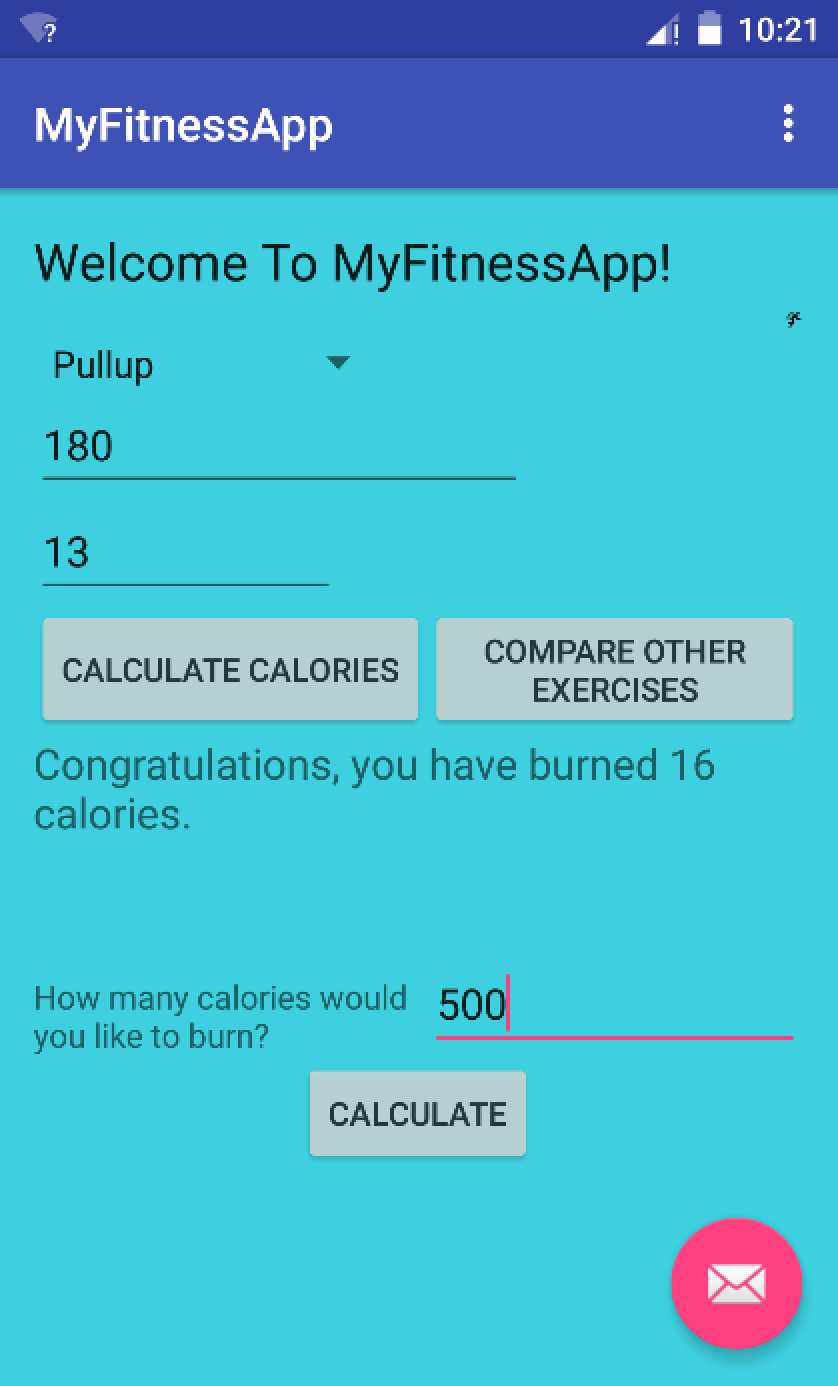 10:21
MyFitnessApp
Welcome To MyFitnessApp!
Pullup
180
13
CALCULATE CALORIES
COMPARE OTHER
EXERCISES
Congratulations, you have burned 16
calories.
How many calories would
you like to burn?
500
CALCULATE